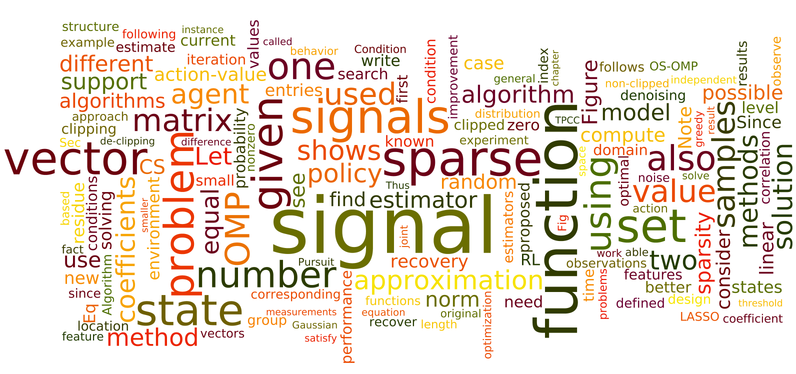 structure
following
instance
example
estimate
current
called
values
behavior
Condition
write
search
first
condition
improvement
case
general
index
chapter
follows
OS-OMP
results
observe
different
iteration
action-value
one
support
agent
entries
used
algorithm
Figure
non-clipped
independent
denoising
possible
algorithms
approach
clipping
matrix
probability
nonzero
signals
distribution
clipped
zero
TPCC
model
level
Note
greedy
result
Since
Sec
de-clipping
difference
given
known
experiment
compute
samples
correlation
vector
CS
Let
shows
sparse
function
space
domain
also
methods
solution
problem
small
see
policy
random
noise
solve
optimal
value
based
residue
conditions
solving
coefficients
smaller
environment
equal
OMP
find
estimator
Thus
signal
joint
estimators
proposed
Fig
using
action
set
sparsity
consider
linear
fact
use
new
since
Eq
Algorithm
number
Pursuit
recovery
RL
observations
work
able
two
features
time
problems
better
states
state
corresponding
performance
approximation
functions
norm
need
defined
design
threshold
location
feature
method
vectors
group
measurements
Gaussian
satisfy
equation
recover
original
length
optimization
LASSO
coefficient